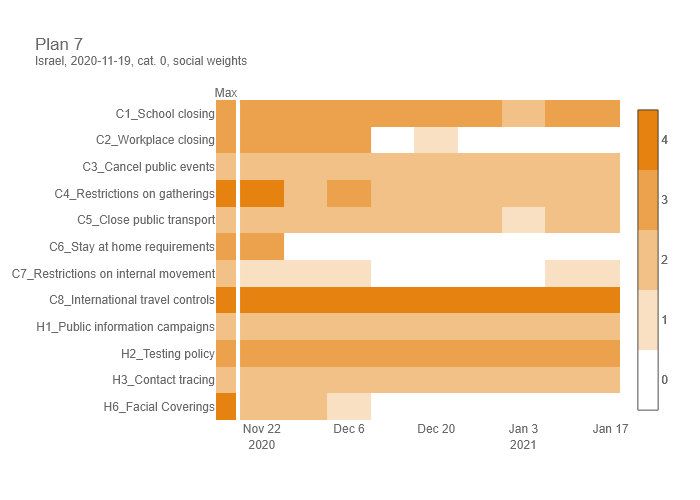 Plan 7
Israel, 2020-11-19, cat. 0, social weights
Max
C1_School closing
C2_Workplace closing
C3_Cancel public events
C4_Restrictions on gatherings
C5_Close public transport
C6_Stay at home requirements
C7_Restrictions on internal movement
C8_International travel controls
H1_Public information campaigns
H2_Testing policy
H3_Contact tracing
H6_Facial Coverings
Nov 22 Dec 6 Dec 20 Jan 3 Jan 17
2020 2021
4
3
2
1
0